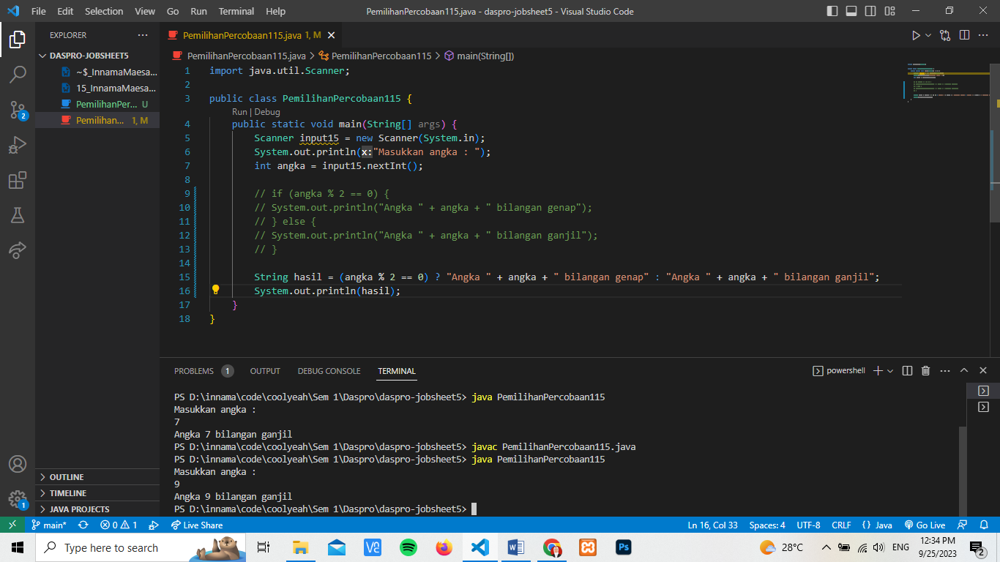 File Edit Selection View Go Run Terminal Help PemilihanPercobaan115.java - daspro-jobsheet5 - Visual Studio Code
EXPLORER
DASPRO-JOBSHEET5
~$_InnamaMaesa...
15_InnamaMaesa...
PemilihanPer... U
Pemilihan... 1, M
OUTLINE
TIMELINE
JAVA PROJECTS
PemilihanPercobaan115.java 1, M
PemilihanPercobaan115.java > PemilihanPercobaan115 > main(String[])
1 import java.util.Scanner;
2
3 public class PemilihanPercobaan115 {
Run | Debug
4 public static void main(String[] args) {
5 Scanner input15 = new Scanner(System.in);
6 System.out.println(x:"Masukkan angka : ");
7 int angka = input15.nextInt();
8
9 // if (angka % 2 == 0) {
10 // System.out.println("Angka " + angka + " bilangan genap");
11 // } else {
12 // System.out.println("Angka " + angka + " bilangan ganjil");
13 // }
14
15 String hasil = (angka % 2 == 0) ? "Angka " + angka + " bilangan genap" : "Angka " + angka + " bilangan ganjil";
16 System.out.println(hasil);
17 }
18 }
PROBLEMS 1 OUTPUT DEBUG CONSOLE TERMINAL powershell
PS D:\innama\code\coolyeah\Sem 1\Daspro\daspro-jobsheet5> java PemilihanPercobaan115
Masukkan angka :
7
Angka 7 bilangan ganjil
PS D:\innama\code\coolyeah\Sem 1\Daspro\daspro-jobsheet5> javac PemilihanPercobaan115.java
PS D:\innama\code\coolyeah\Sem 1\Daspro\daspro-jobsheet5> java PemilihanPercobaan115
Masukkan angka :
9
Angka 9 bilangan ganjil
PS D:\innama\code\coolyeah\Sem 1\Daspro\daspro-jobsheet5>
2
1
main* 0 1 Live Share Ln 16, Col 33 Spaces: 4 UTF-8 CRLF {} Java Go Live
Type here to search 28°C ENG 12:34 PM
9/25/2023
2
Ps